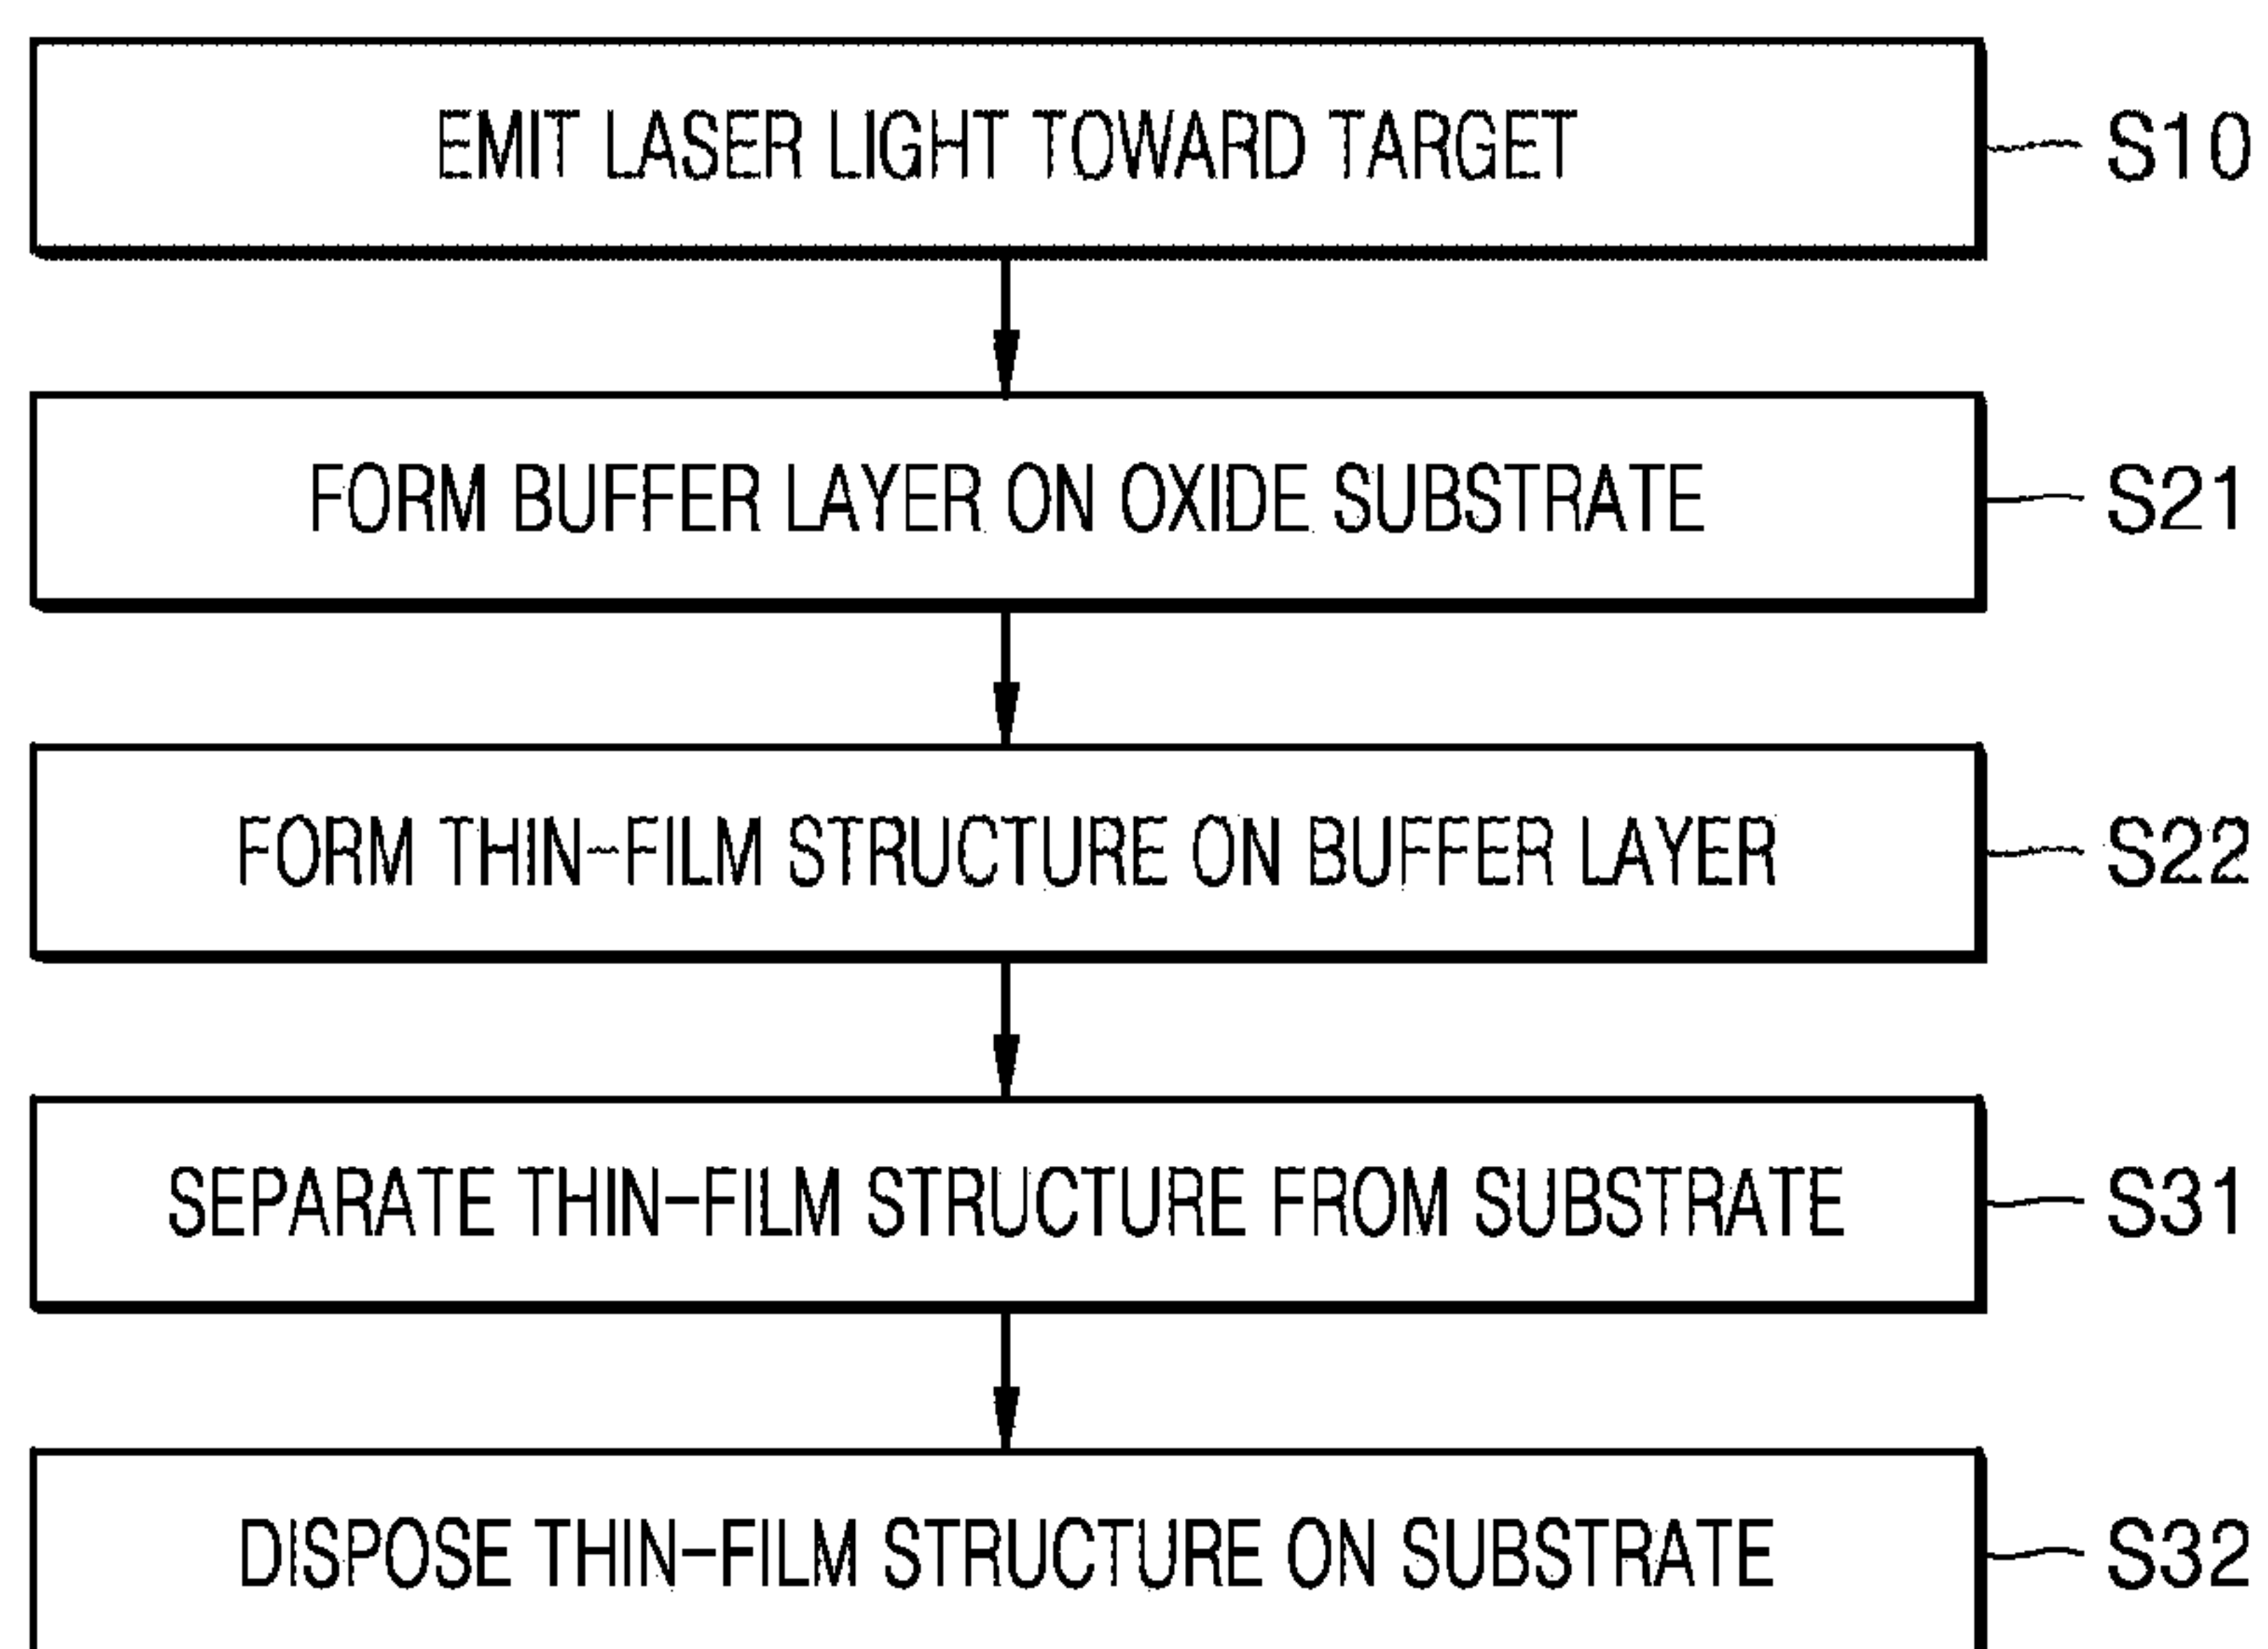 EMIT LASER LIGHT TOWARD TARGET S10
FORM BUFFER LAYER ON OXIDE SUBSTRATE S21
FORM THIN-FILM STRUCTURE ON BUFFER LAYER S22
SEPARATE THIN-FILM STRUCTURE FROM SUBSTRATE S31
DISPOSE THIN-FILM STRUCTURE ON SUBSTRATE S32